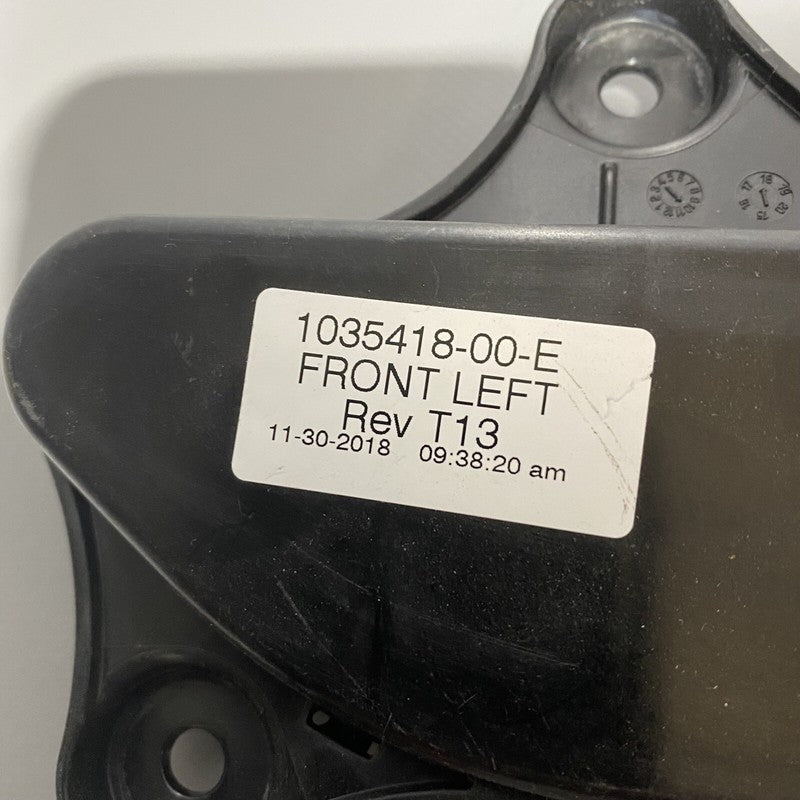 1035418-00-E
FRONT LEFT
Rev T13
11-30-2018 09:38:20 am